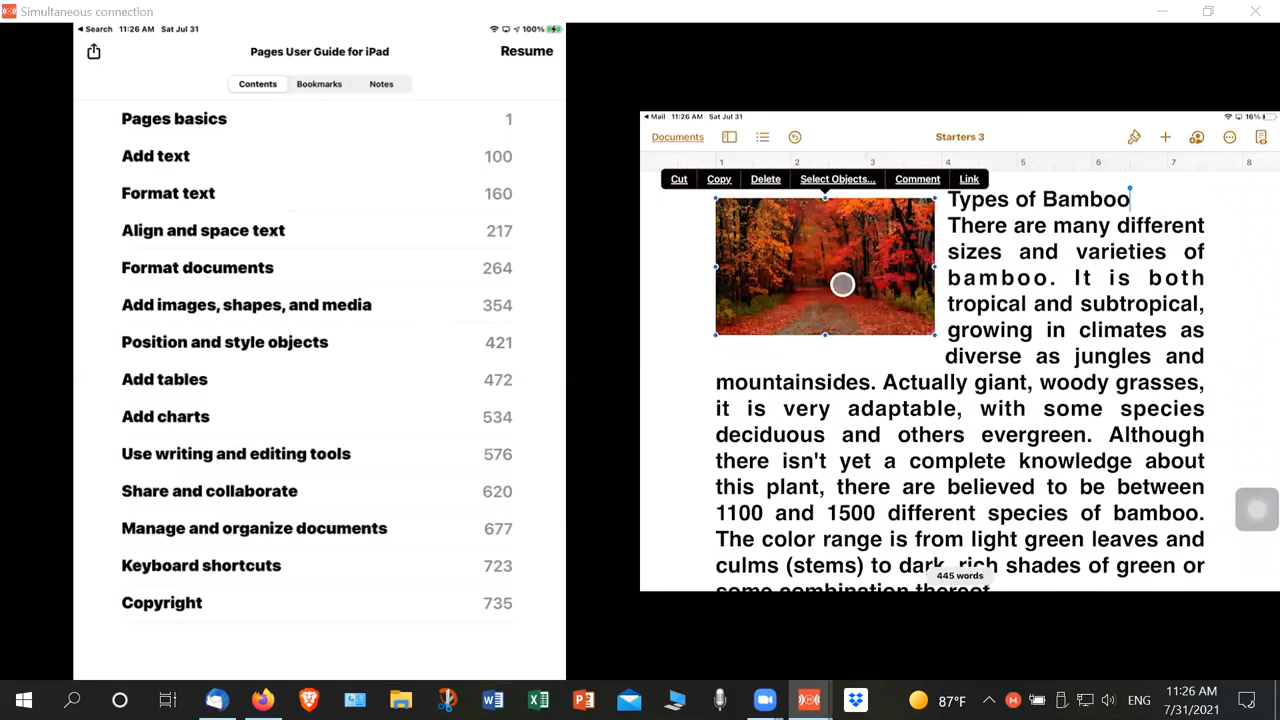 Simultaneous connection
Search 11:26 AM Sat Jul 31
100%
Pages User Guide for iPad
Resume
Contents Bookmarks Notes
Pages basics 1
Add text 100
Format text 160
Align and space text 217
Format documents 264
Add images, shapes, and media 354
Position and style objects 421
Add tables 472
Add charts 534
Use writing and editing tools 576
Share and collaborate 620
Manage and organize documents 677
Keyboard shortcuts 723
Copyright 735
Mail 11:26 AM Sat Jul 31
16%
Documents
Starters 3
1 2 3 4 5 6 7 8
Cut Copy Delete Select Objects... Comment Link
Types of Bamboo
There are many different
sizes and varieties of
bamboo. It is both
tropical and subtropical,
growing in climates as
diverse as jungles and
mountainsides. Actually giant, woody grasses,
it is very adaptable, with some species
deciduous and others evergreen. Although
there isn't yet a complete knowledge about
this plant, there are believed to be between
1100 and 1500 different species of bamboo.
The color range is from light green leaves and
culms (stems) to dark, rich shades of green or
some combination thereof
445 words
87°F
ENG
11:26 AM
7/31/2021